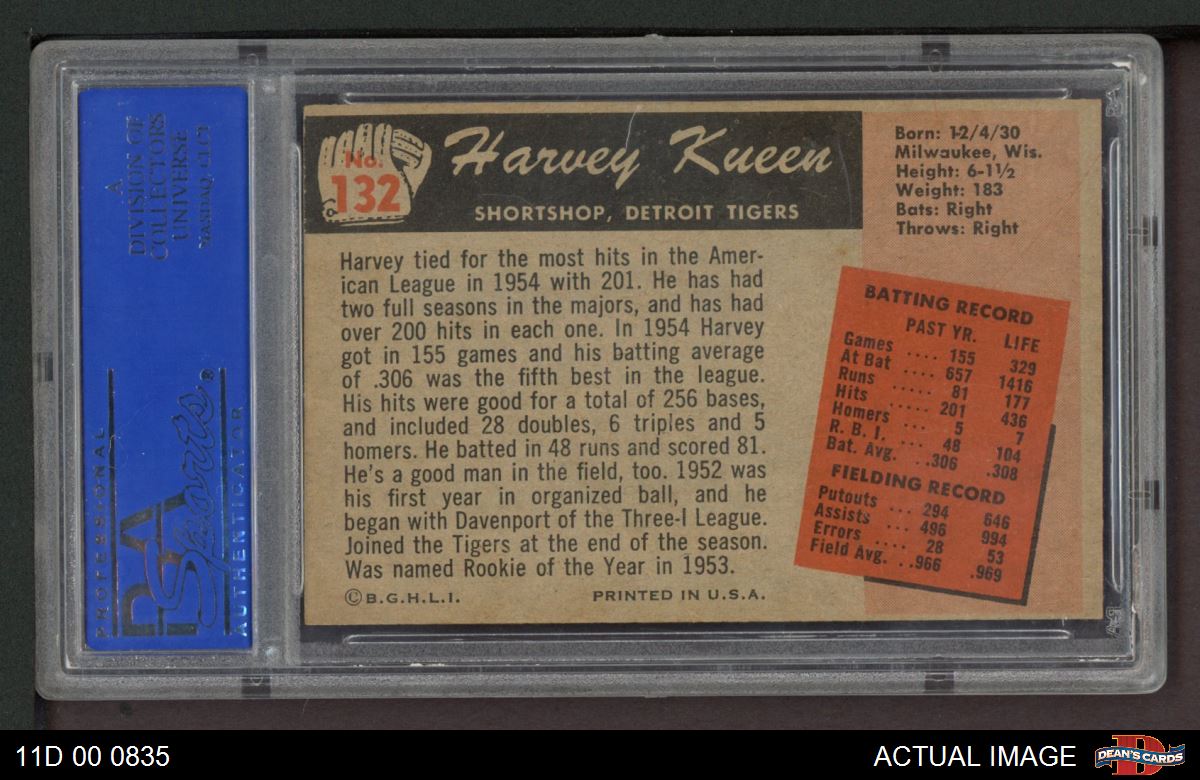 A
DIVISION OF
COLLECTORS
UNIVERSE
NASDAQ: CLCT
PROFESSIONAL
PSA
Sports®
AUTHENTICATOR
No.
132
Harvey Kueen
SHORTSHOP, DETROIT TIGERS
Born: 12/4/30
Milwaukee, Wis.
Height: 6-1½
Weight: 183
Bats: Right
Throws: Right
Harvey tied for the most hits in the Amer-
ican League in 1954 with 201. He has had
two full seasons in the majors, and has had
over 200 hits in each one. In 1954 Harvey
got in 155 games and his batting average
of .306 was the fifth best in the league.
His hits were good for a total of 256 bases,
and included 28 doubles, 6 triples and 5
homers. He batted in 48 runs and scored 81.
He's a good man in the field, too. 1952 was
his first year in organized ball, and he
began with Davenport of the Three-I League.
Joined the Tigers at the end of the season.
Was named Rookie of the Year in 1953.
©B.G.H.L.I. PRINTED IN U.S.A.
BATTING RECORD
PAST YR. LIFE
Games .... 155 329
At Bat .... 657 1416
Runs ..... 81 177
Hits ..... 201 436
Homers ... 5 7
R. B. I. ... 48 104
Bat. Avg. ..306 .308
FIELDING RECORD
Putouts ... 294 646
Assists ... 496 994
Errors .... 28 53
Field Avg. ..966 .969
11D 00 0835
ACTUAL IMAGE
D
DEAN'S CARDS